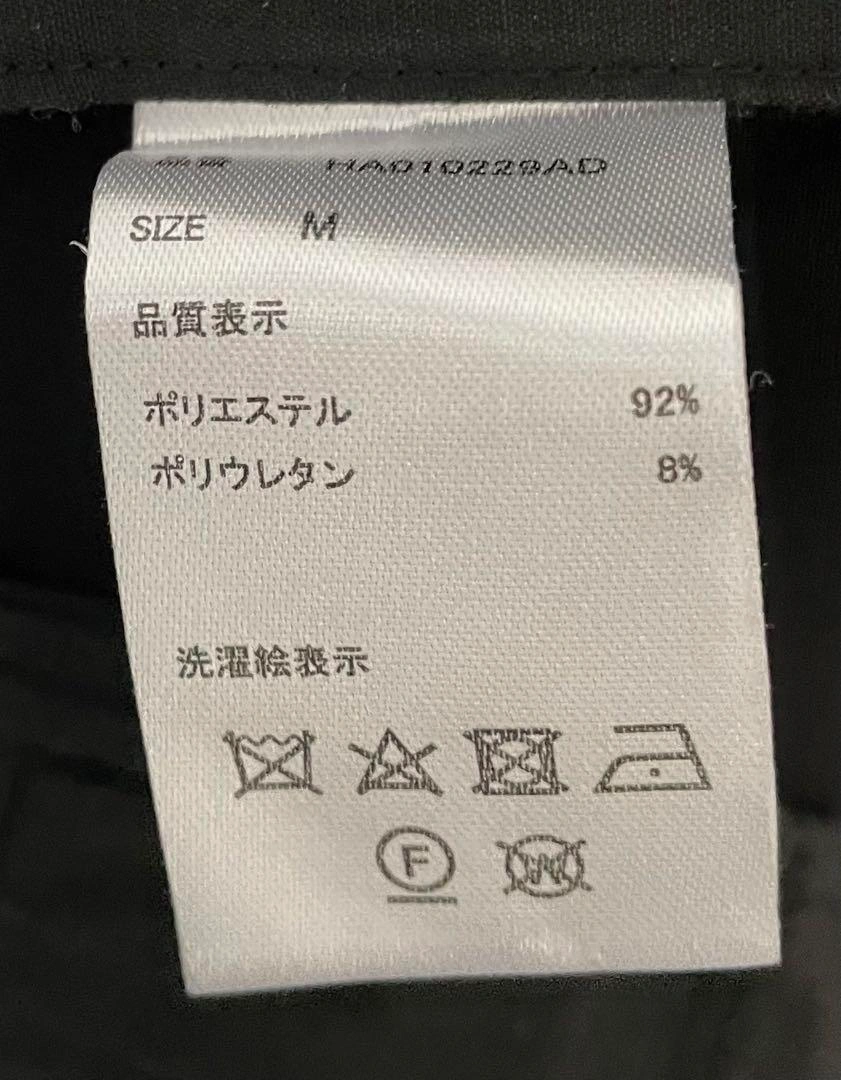 HA010229AD
SIZE M
品質表示
ポリエステル 92%
ポリウレタン 8%
洗濯絵表示
F W